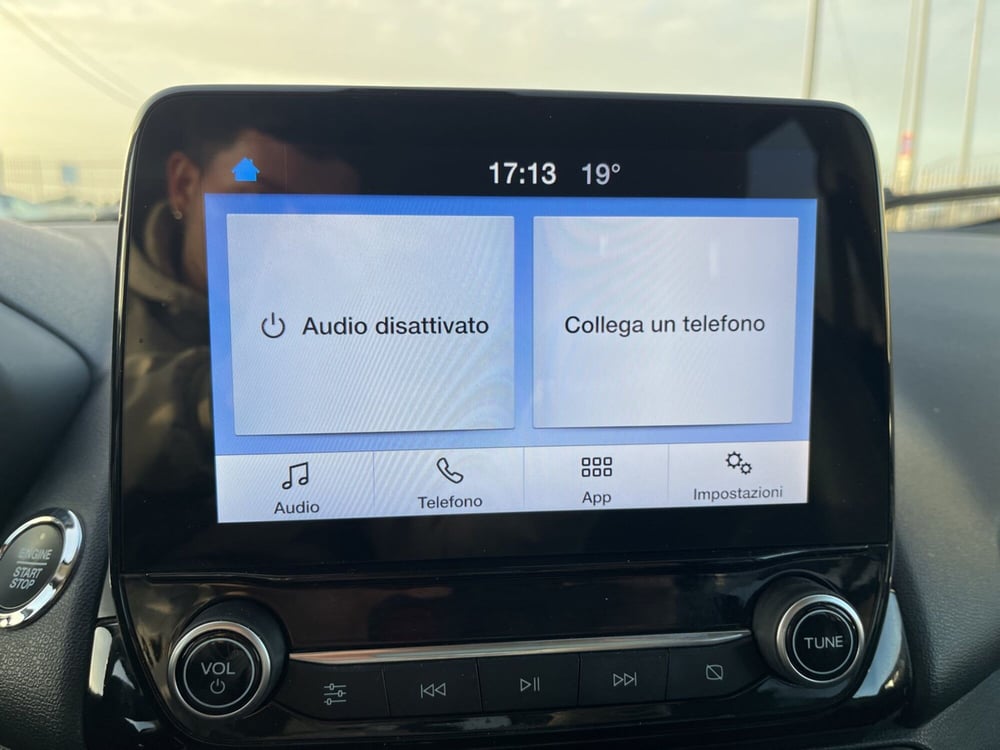 17:13 19°
Audio disattivato
Collega un telefono
Audio
Telefono
App
Impostazioni
ENGINE
START
STOP
VOL
TUNE